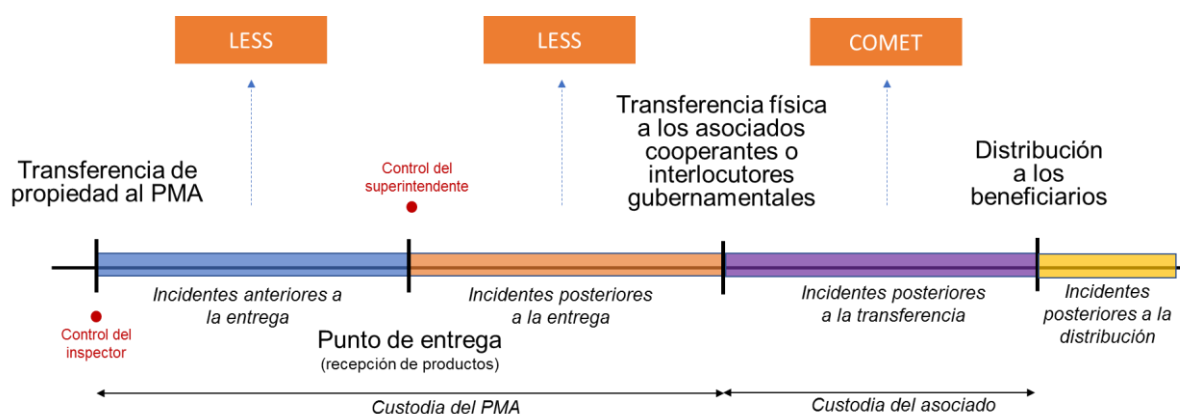 LESS
LESS
COMET
Transferencia de
propiedad al PMA
Control del
superintendente
Transferencia física
a los asociados
cooperantes o
interlocutores
gubernamentales
Distribución
a los
beneficiarios
Incidentes anteriores a
la entrega
Incidentes posteriores
a la entrega
Incidentes posteriores
a la transferencia
Incidentes
posteriores a la
distribución
Control del
inspector
Punto de entrega
(recepción de productos)
Custodia del PMA
Custodia del asociado